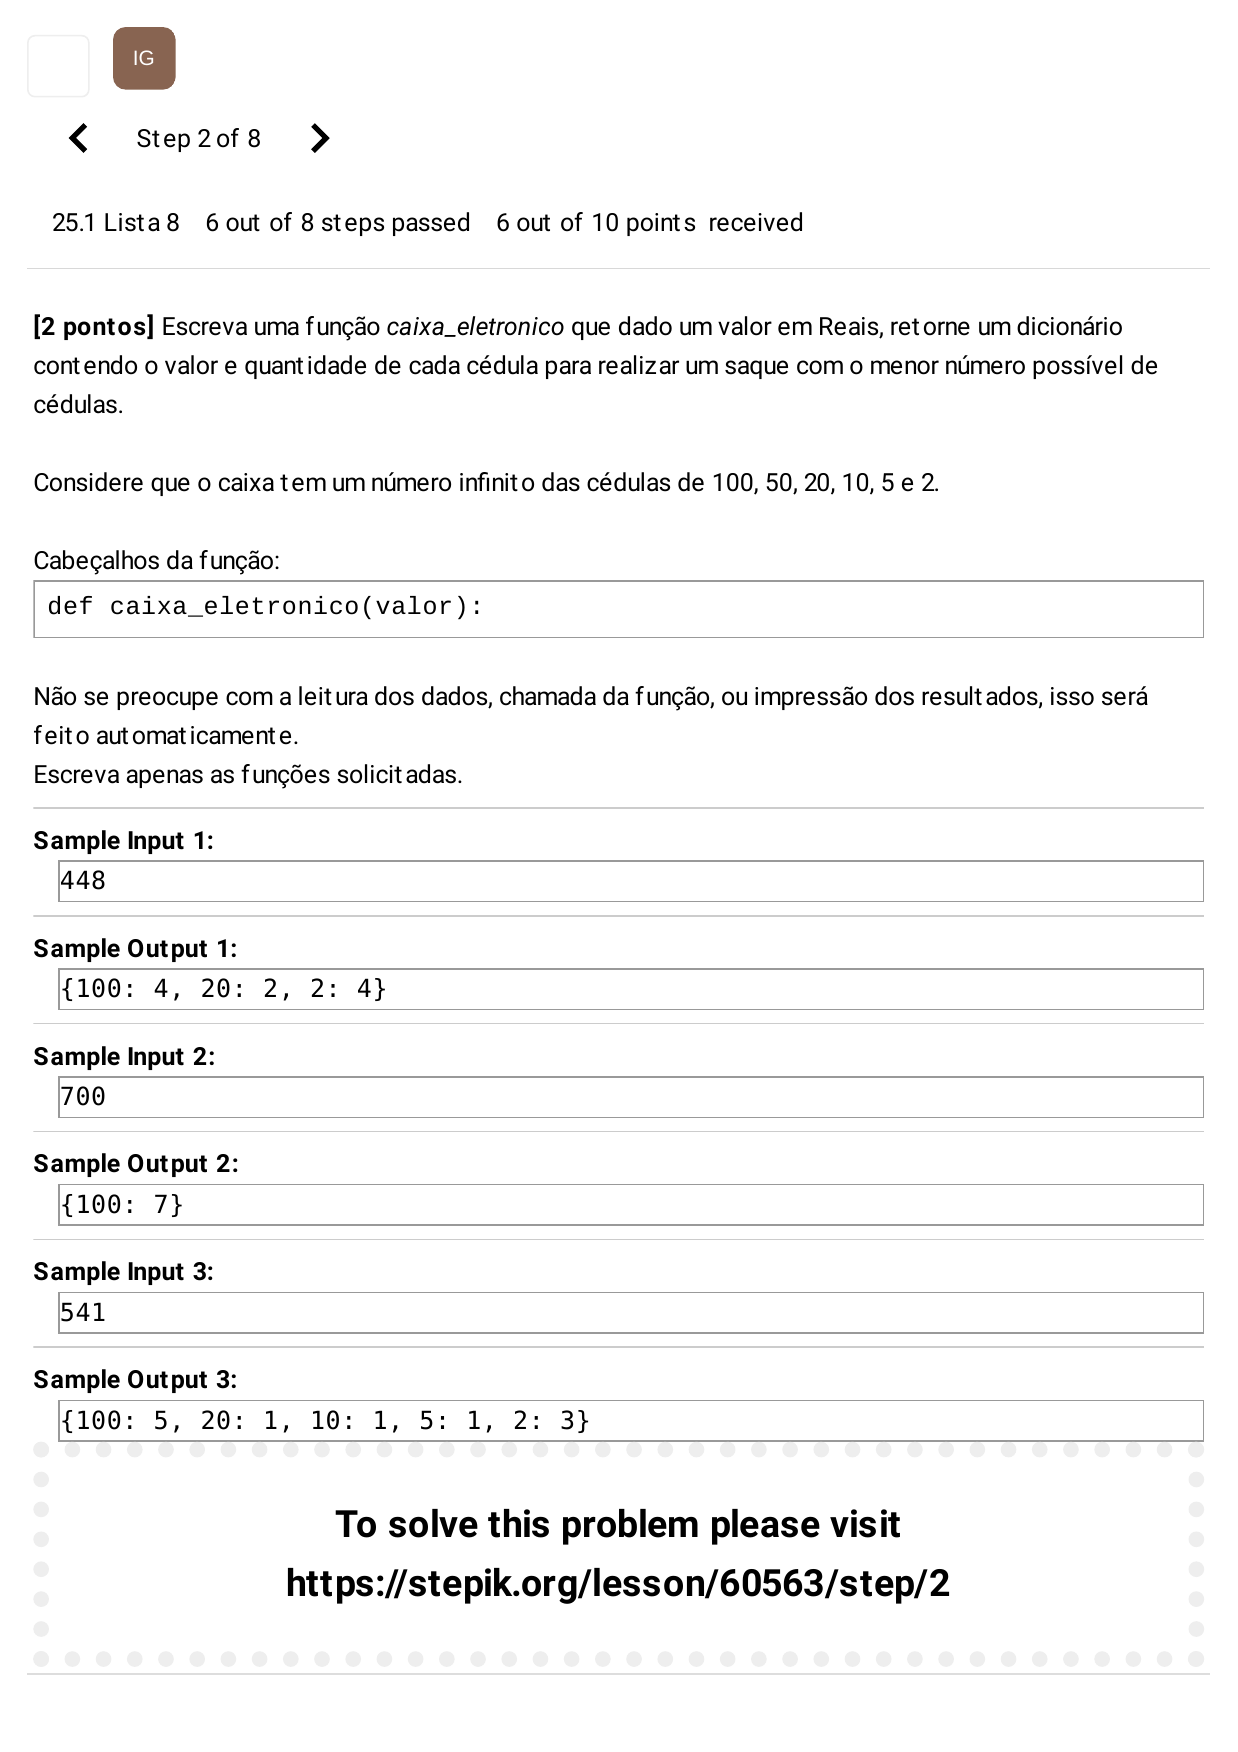 IG
Step 2 of 8
25.1 Lista 8 6 out of 8 steps passed 6 out of 10 points received
[2 pontos] Escreva uma função caixa_eletronico que dado um valor em Reais, retorne um dicionário
contendo o valor e quantidade de cada cédula para realizar um saque com o menor número possível de
cédulas.
Considere que o caixa tem um número infinito das cédulas de 100, 50, 20, 10, 5 e 2.
Cabeçalhos da função:
def caixa_eletronico(valor):
Não se preocupe com a leitura dos dados, chamada da função, ou impressão dos resultados, isso será
feito automaticamente.
Escreva apenas as funções solicitadas.
Sample Input 1:
448
Sample Output 1:
{100: 4, 20: 2, 2: 4}
Sample Input 2:
700
Sample Output 2:
{100: 7}
Sample Input 3:
541
Sample Output 3:
{100: 5, 20: 1, 10: 1, 5: 1, 2: 3}
To solve this problem please visit
https://stepik.org/lesson/60563/step/2